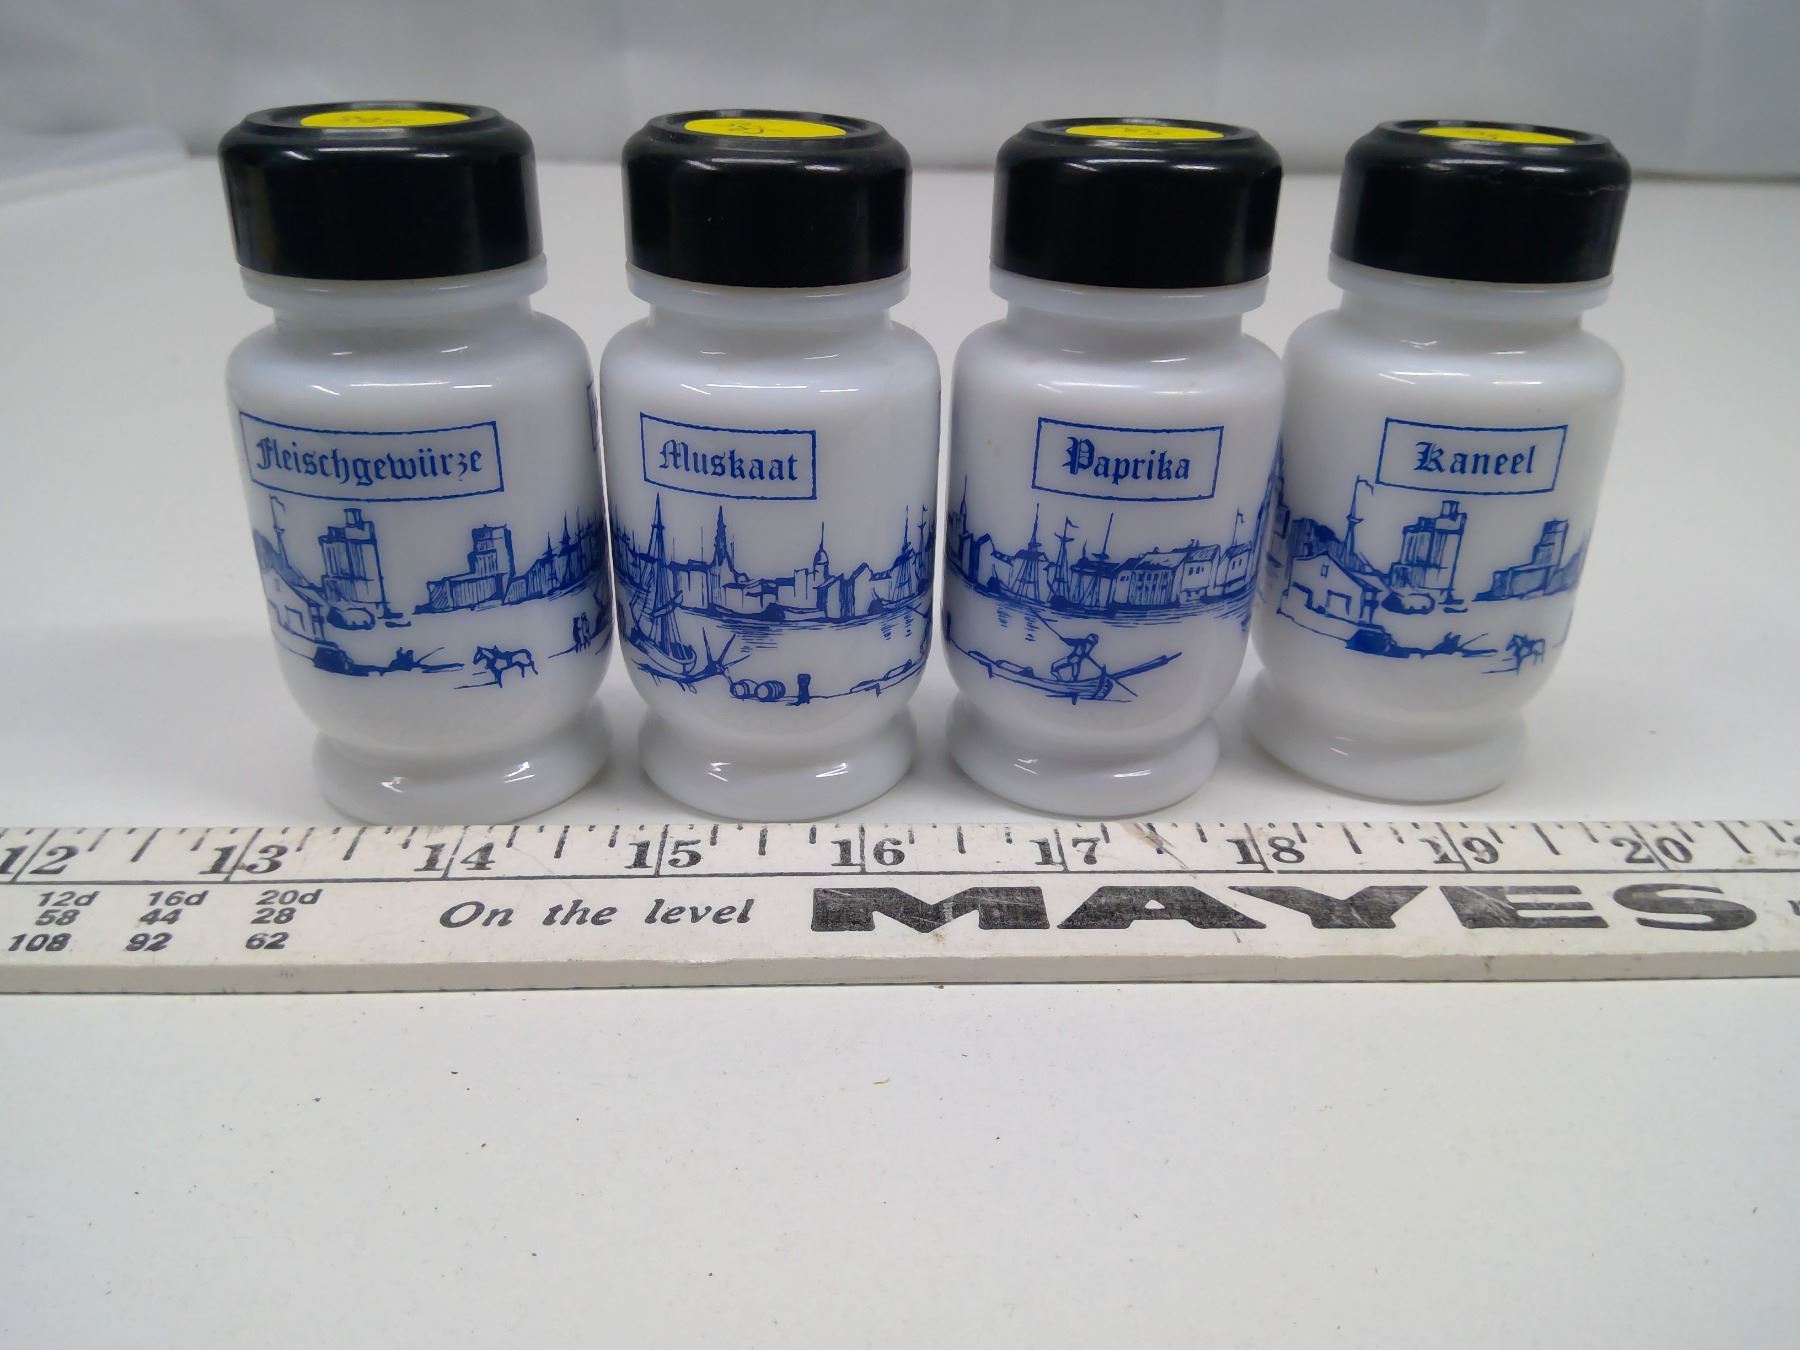 Fleischgewürze
Muskaat
Paprika
Kaneel
12 13 14 15 16 17 18 19 20
12d 16d 20d
58 44 28
108 92 62
On the level MAYES